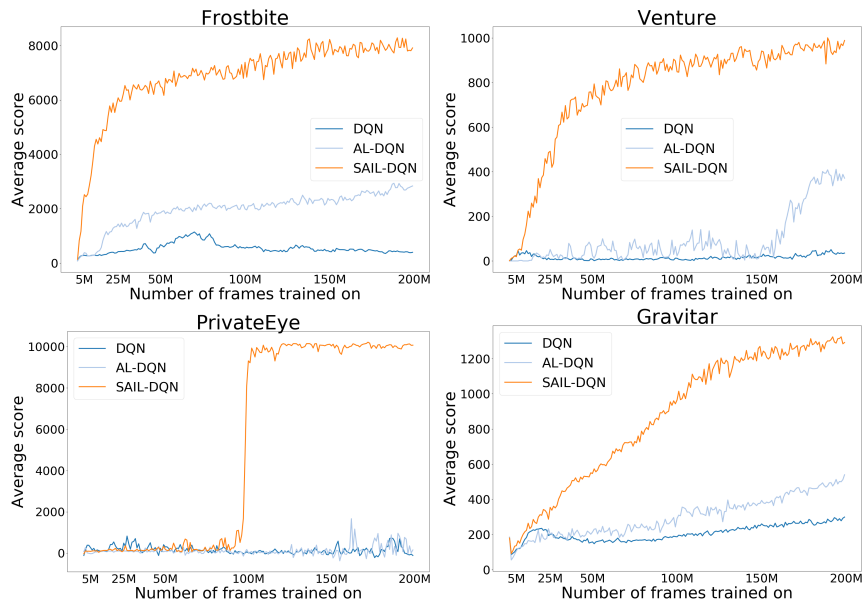 Frostbite
Average score
8000
6000
4000
2000
0
DQN
AL-DQN
SAIL-DQN
5M 25M 50M 100M 150M 200M
Number of frames trained on
Venture
Average score
1000
800
600
400
200
0
DQN
AL-DQN
SAIL-DQN
5M 25M 50M 100M 150M 200M
Number of frames trained on
PrivateEye
Average score
10000
8000
6000
4000
2000
0
DQN
AL-DQN
SAIL-DQN
5M 25M 50M 100M 150M 200M
Number of frames trained on
Gravitar
Average score
1200
1000
800
600
400
200
0
DQN
AL-DQN
SAIL-DQN
5M 25M 50M 100M 150M 200M
Number of frames trained on